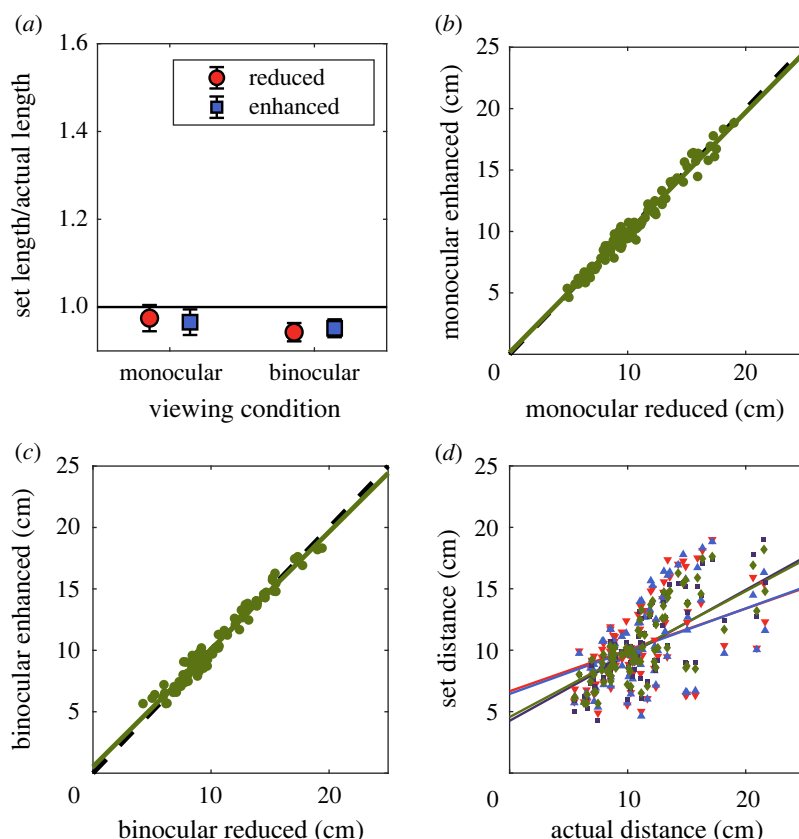 (a)
1.6
1.4
1.2
1.0
set length/actual length
reduced
enhanced
monocular binocular
viewing condition
(b)
25
20
15
10
5
0 10 20
monocular enhanced (cm)
monocular reduced (cm)
(c)
25
20
15
10
5
0 10 20
binocular enhanced (cm)
binocular reduced (cm)
(d)
25
20
15
10
5
0 10 20
set distance (cm)
actual distance (cm)